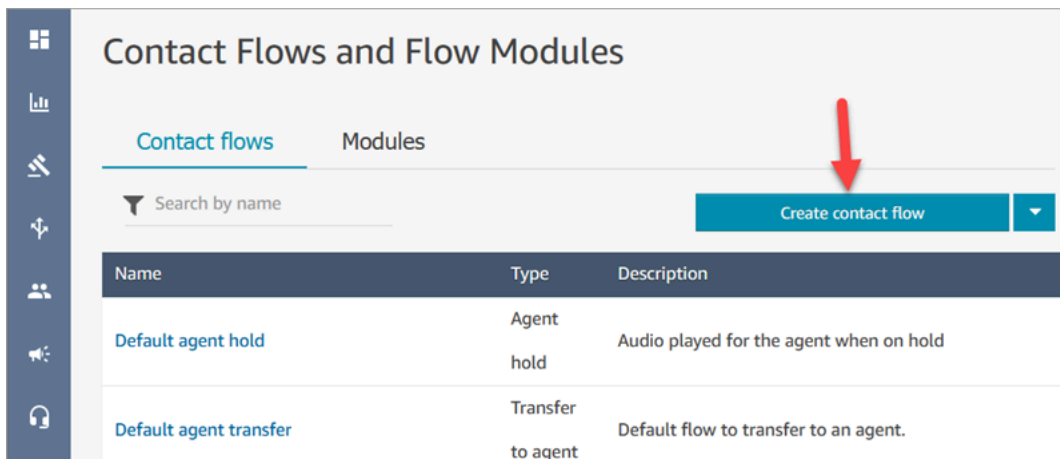 Contact Flows and Flow Modules
Contact flows Modules
Search by name
Create contact flow
Name Type Description
Default agent hold Agent hold Audio played for the agent when on hold
Default agent transfer Transfer to agent Default flow to transfer to an agent.